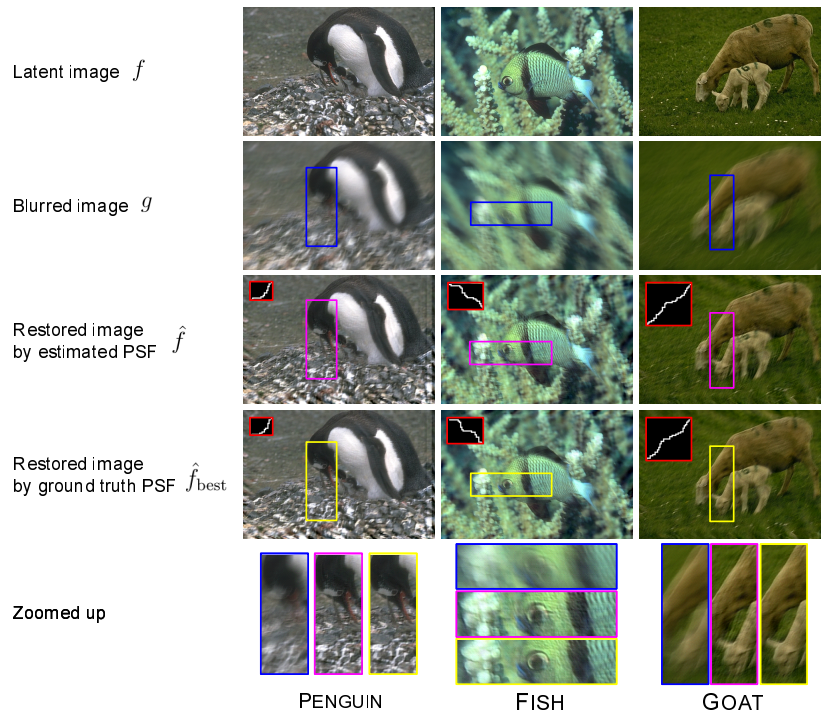 Latent image f
Blurred image g
Restored image
by estimated PSF f̂
Restored image
by ground truth PSF f̂_best
Zoomed up
PENGUIN FISH GOAT